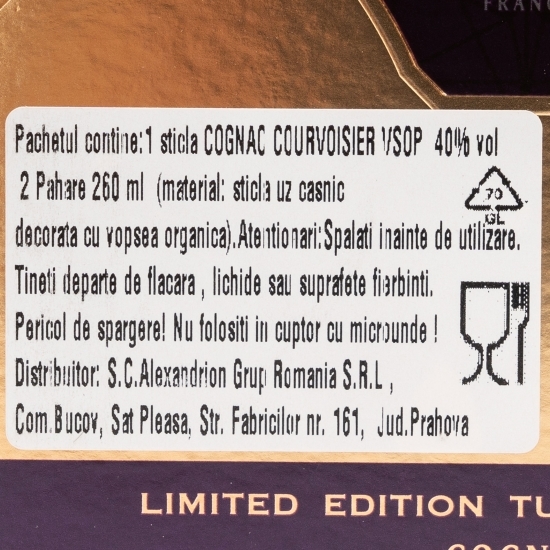 FRANC
Pachetul contine:1 sticla COGNAC COURVOISIER VSOP 40% vol
2 Pahare 260 ml (material: sticla uz casnic
70
GL
decorata cu vopsea organica).Atentionari:Spalati inainte de utilizare.
Tineti departe de flacara , lichide sau suprafete fierbinti.
Pericol de spargere! Nu folositi in cuptor cu microunde !
Distribuitor: S.C.Alexandrion Grup Romania S.R.L ,
Com.Bucov, Sat Pleasa, Str. Fabricilor nr. 161, Jud.Prahova
LIMITED EDITION TU
COGN